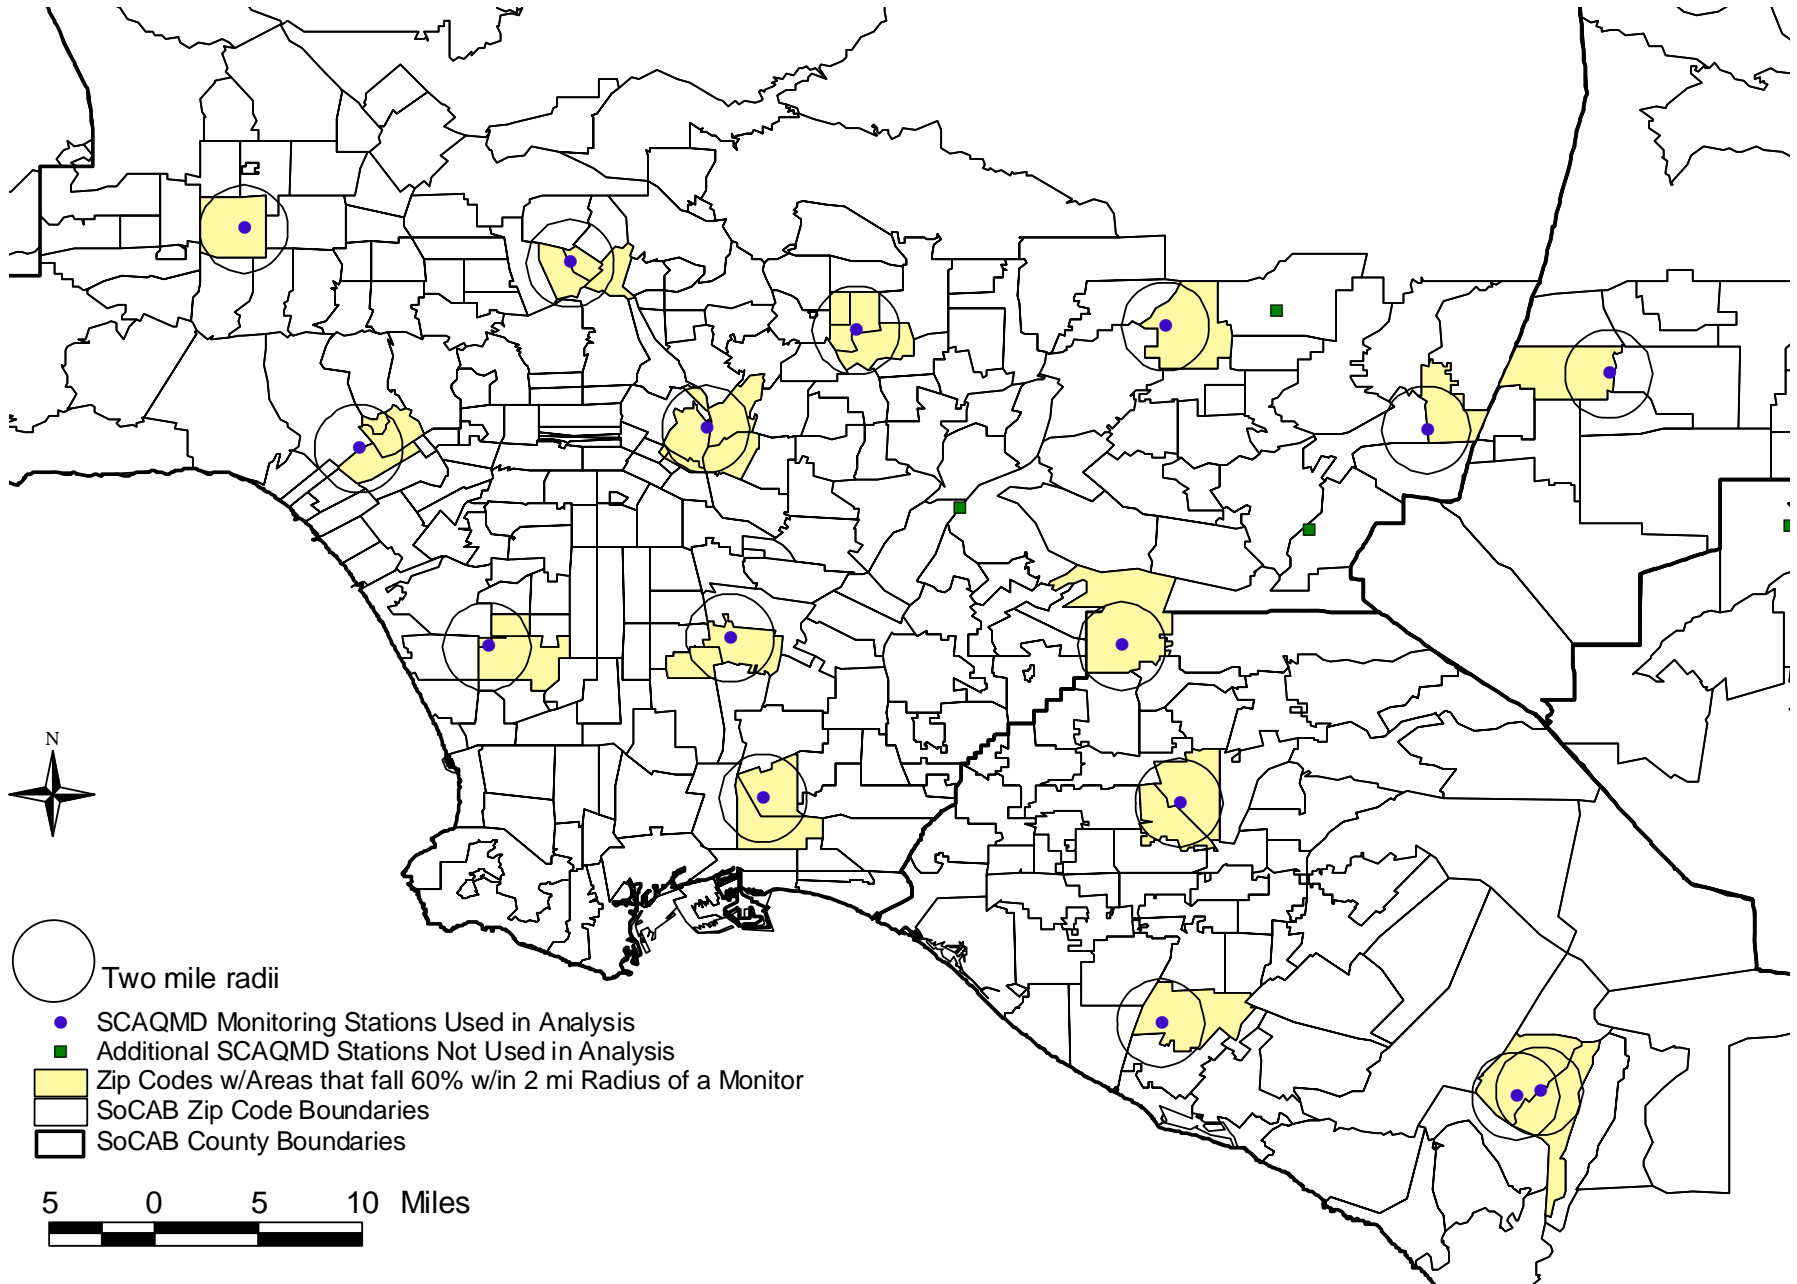 N
Two mile radii
SCAQMD Monitoring Stations Used in Analysis
Additional SCAQMD Stations Not Used in Analysis
Zip Codes w/Areas that fall 60% w/in 2 mi Radius of a Monitor
SoCAB Zip Code Boundaries
SoCAB County Boundaries
5 0 5 10 Miles